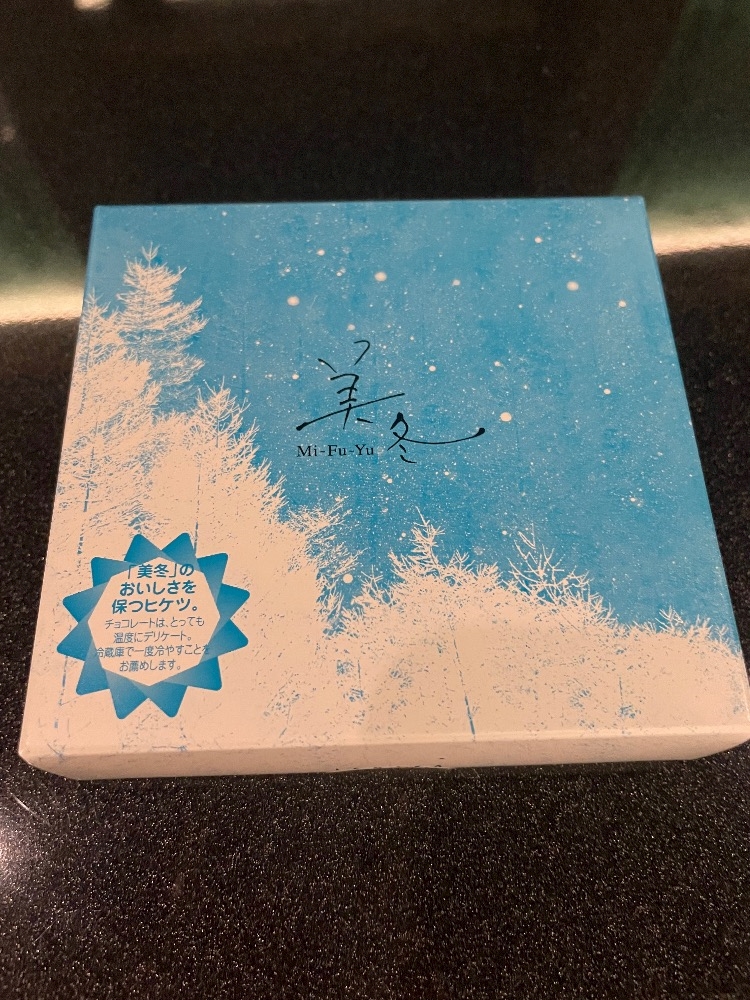 美冬
Mi-Fu-Yu
「美冬」の
おいしさを
保つヒケツ。
チョコレートは、とっても
温度にデリケート。
冷蔵庫で一度冷やすことを
お薦めします。